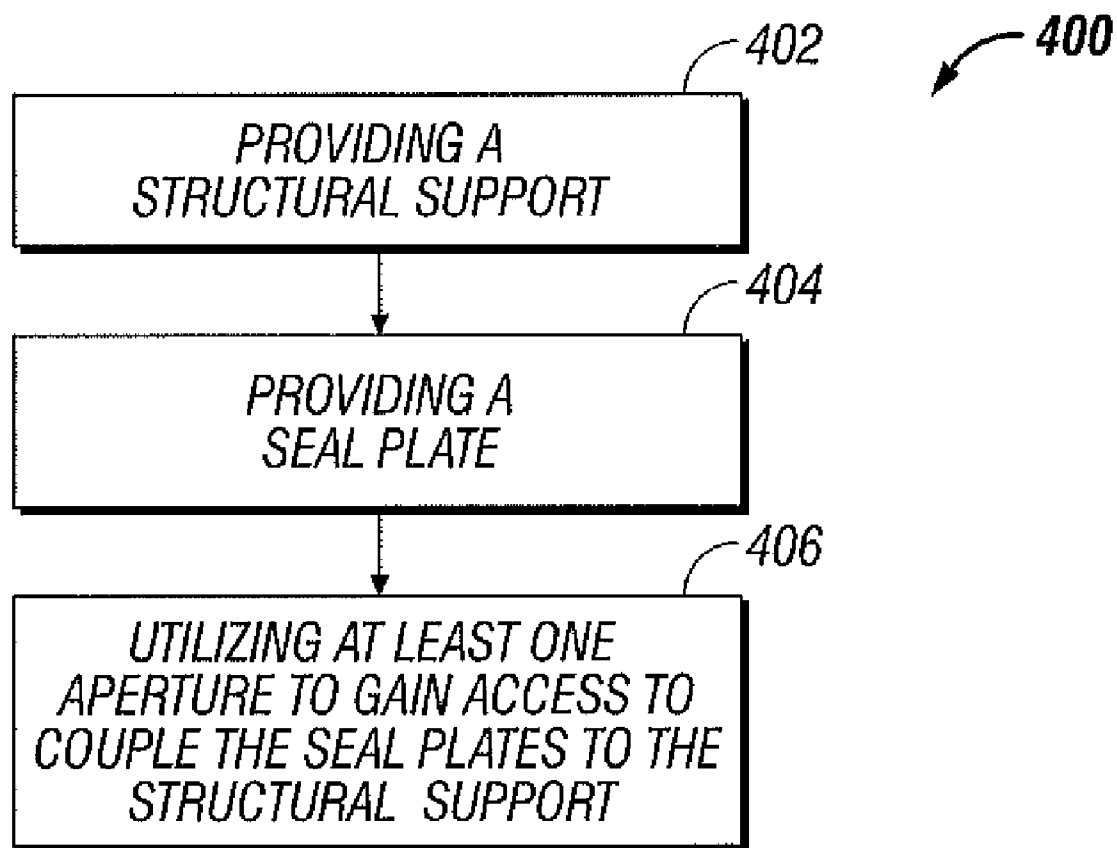 400
402
PROVIDING A
STRUCTURAL SUPPORT
404
PROVIDING A
SEAL PLATE
406
UTILIZING AT LEAST ONE
APERTURE TO GAIN ACCESS TO
COUPLE THE SEAL PLATES TO THE
STRUCTURAL SUPPORT